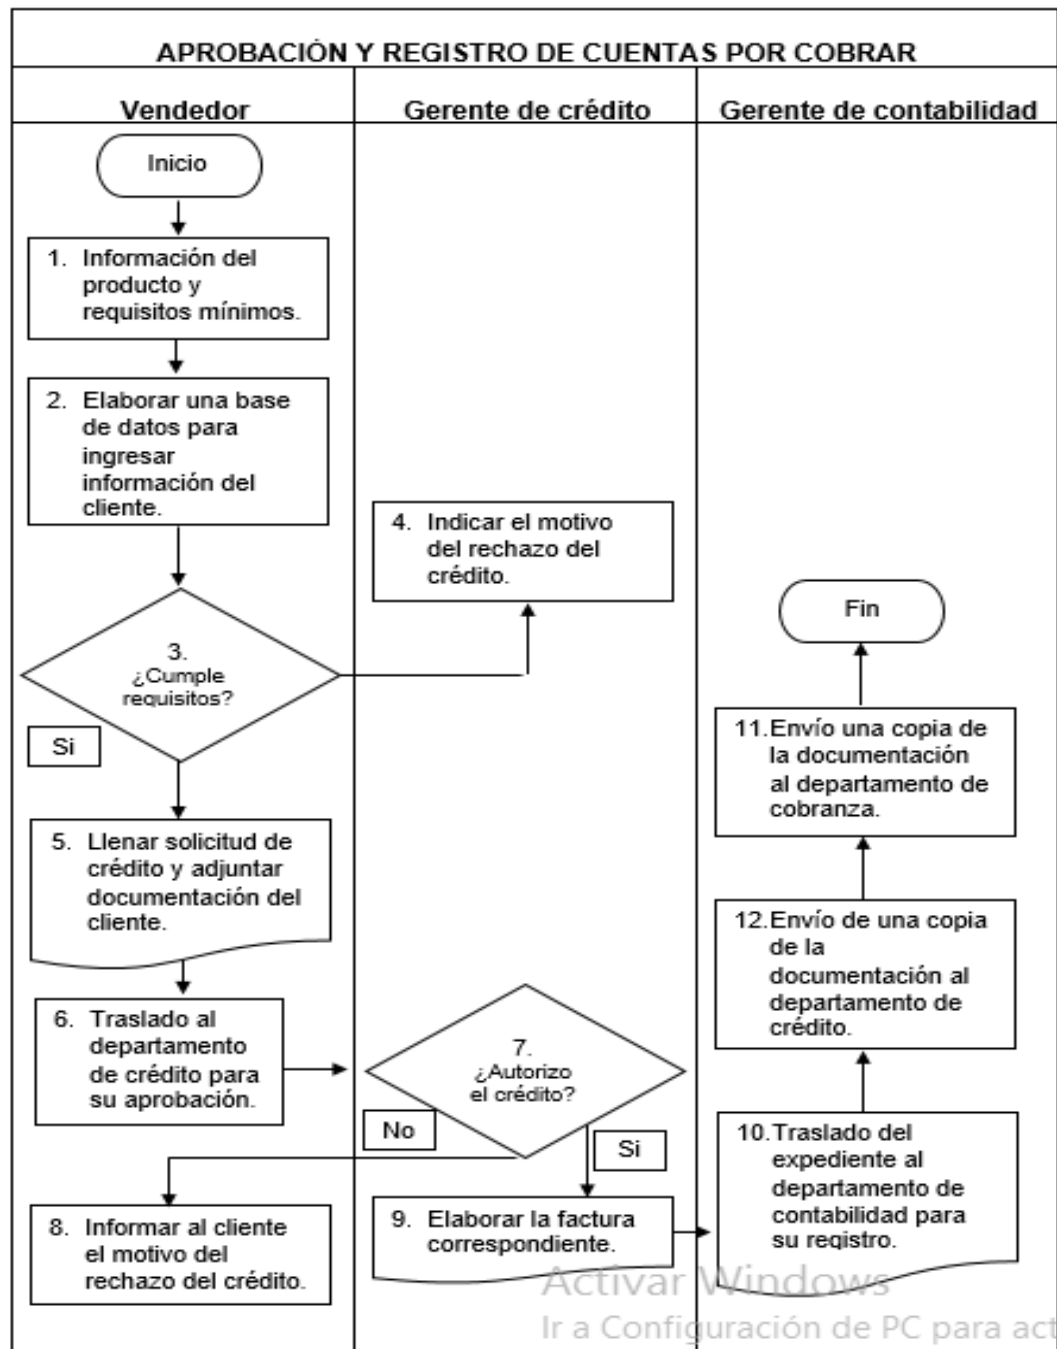 APROBACIÓN Y REGISTRO DE CUENTAS POR COBRAR
Vendedor
Gerente de crédito
Gerente de contabilidad
Inicio
1. Información del
producto y
requisitos mínimos.
2. Elaborar una base
de datos para
ingresar
información del
cliente.
3.
¿Cumple
requisitos?
4. Indicar el motivo
del rechazo del
crédito.
Si
5. Llenar solicitud de
crédito y adjuntar
documentación del
cliente.
6. Traslado al
departamento
de crédito para
su aprobación.
7.
¿Autorizo
el crédito?
No
Si
8. Informar al cliente
el motivo del
rechazo del crédito.
9. Elaborar la factura
correspondiente.
10.Traslado del
expediente al
departamento de
contabilidad para
su registro.
12.Envío de una copia
de la
documentación al
departamento de
crédito.
11.Envío una copia de
la documentación
al departamento de
cobranza.
Fin
Activar Windows
Ir a Configuración de PC para act